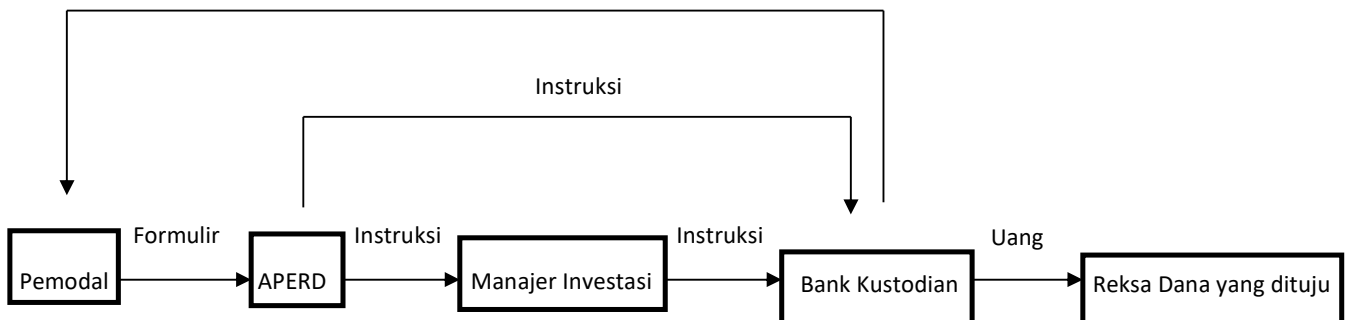 Instruksi
Formulir
Instruksi
Instruksi
Uang
Pemodal
APERD
Manajer Investasi
Bank Kustodian
Reksa Dana yang dituju